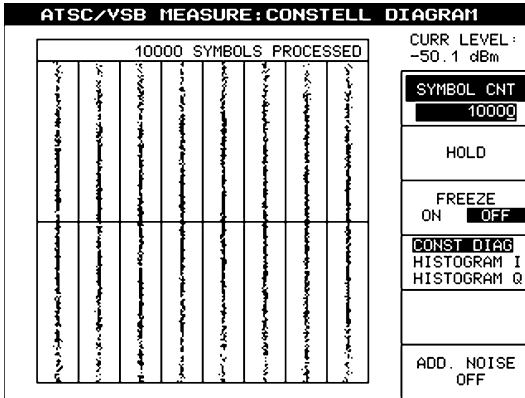 ATSC/VSB MEASURE:CONSTELL DIAGRAM
10000 SYMBOLS PROCESSED
CURR LEVEL:
-50.1 dBm
SYMBOL CNT
10000
HOLD
FREEZE
ON OFF
CONST DIAG
HISTOGRAM I
HISTOGRAM Q
ADD. NOISE
OFF